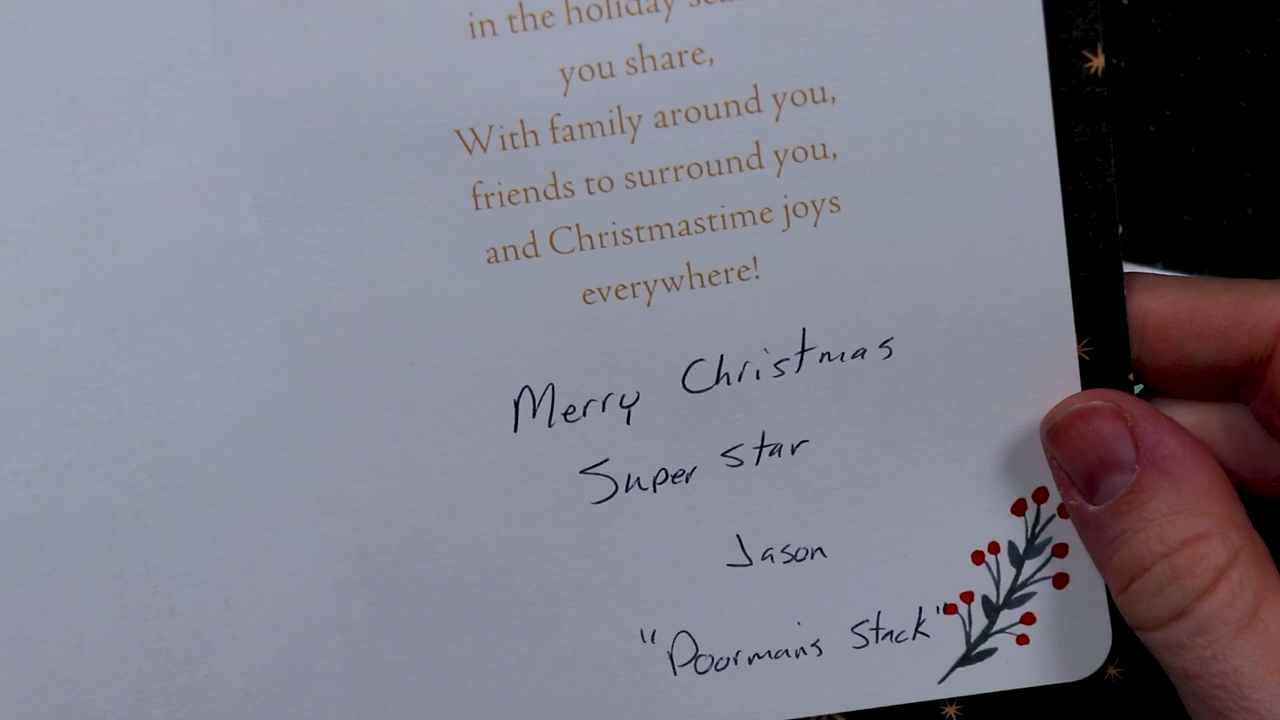 in the holiday
you share,
With family around you,
friends to surround you,
and Christmastime joys
everywhere!
Merry Christmas
Super star
Jason
"Poorman's Stack"